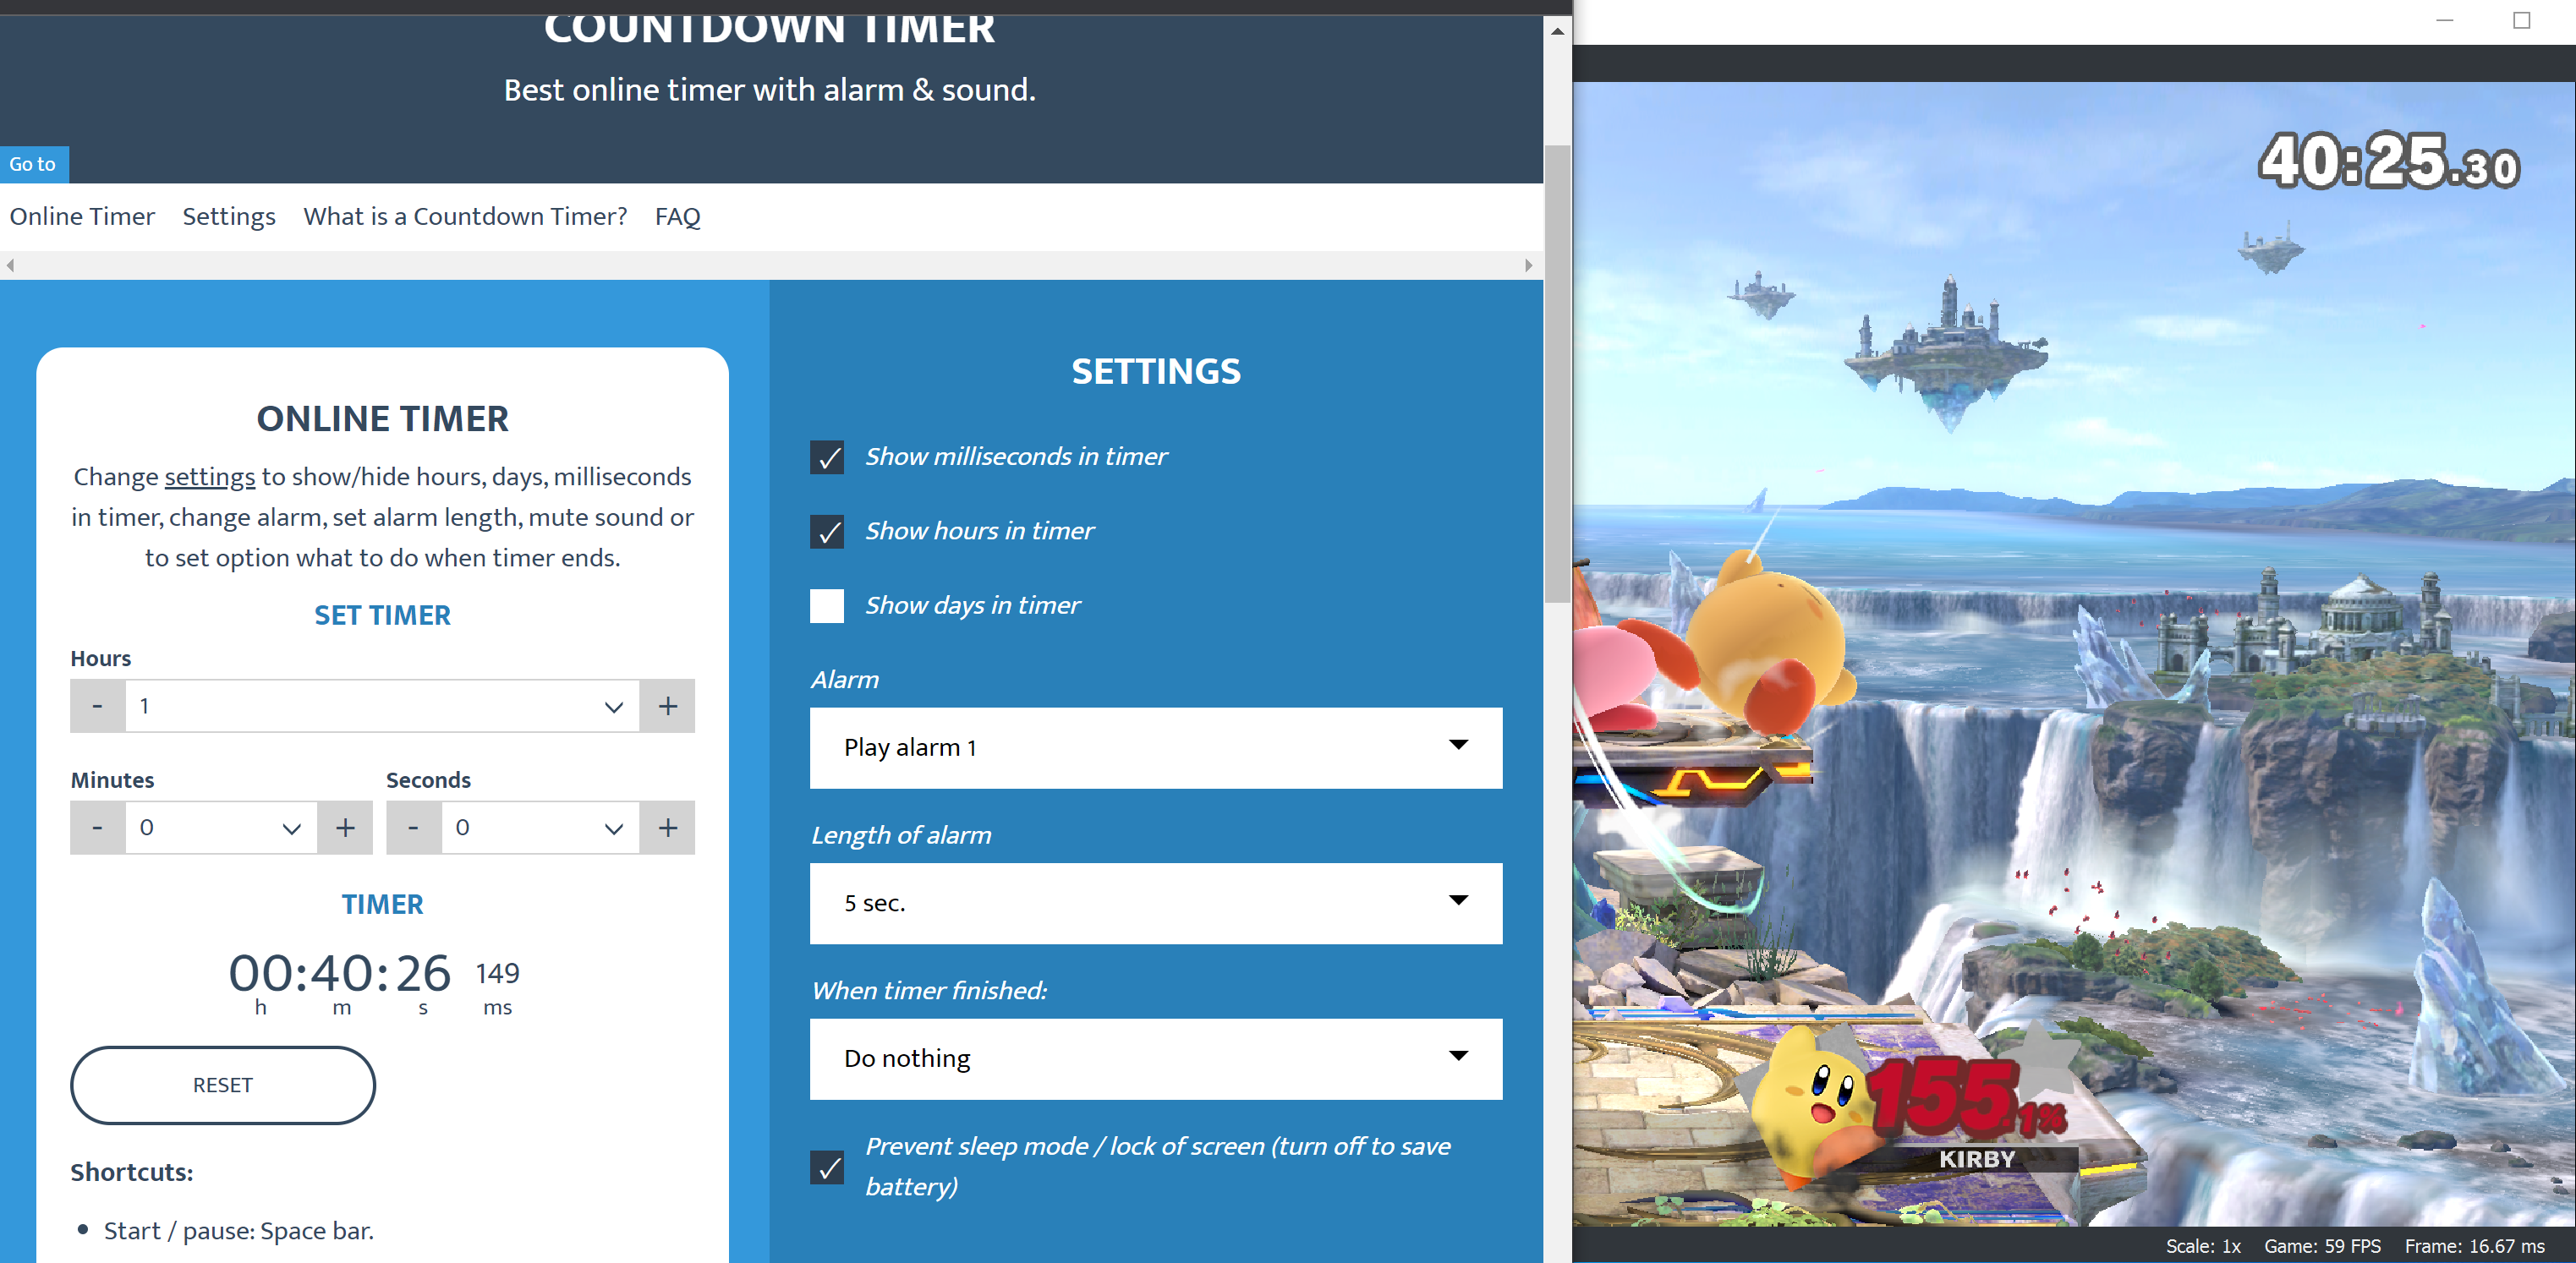 COUNTDOWN TIMER
Best online timer with alarm & sound.
Go to
Online Timer Settings What is a Countdown Timer? FAQ
ONLINE TIMER
Change settings to show/hide hours, days, milliseconds
in timer, change alarm, set alarm length, mute sound or
to set option what to do when timer ends.
SET TIMER
Hours
- 1 +
Minutes Seconds
- 0 + - 0 +
TIMER
00:40:26 149
h m s ms
RESET
Shortcuts:
• Start / pause: Space bar.
SETTINGS
Show milliseconds in timer
Show hours in timer
Show days in timer
Alarm
Play alarm 1
Length of alarm
5 sec.
When timer finished:
Do nothing
Prevent sleep mode / lock of screen (turn off to save
battery)
40:25.30
155.1%
KIRBY
Scale: 1x Game: 59 FPS Frame: 16.67 ms